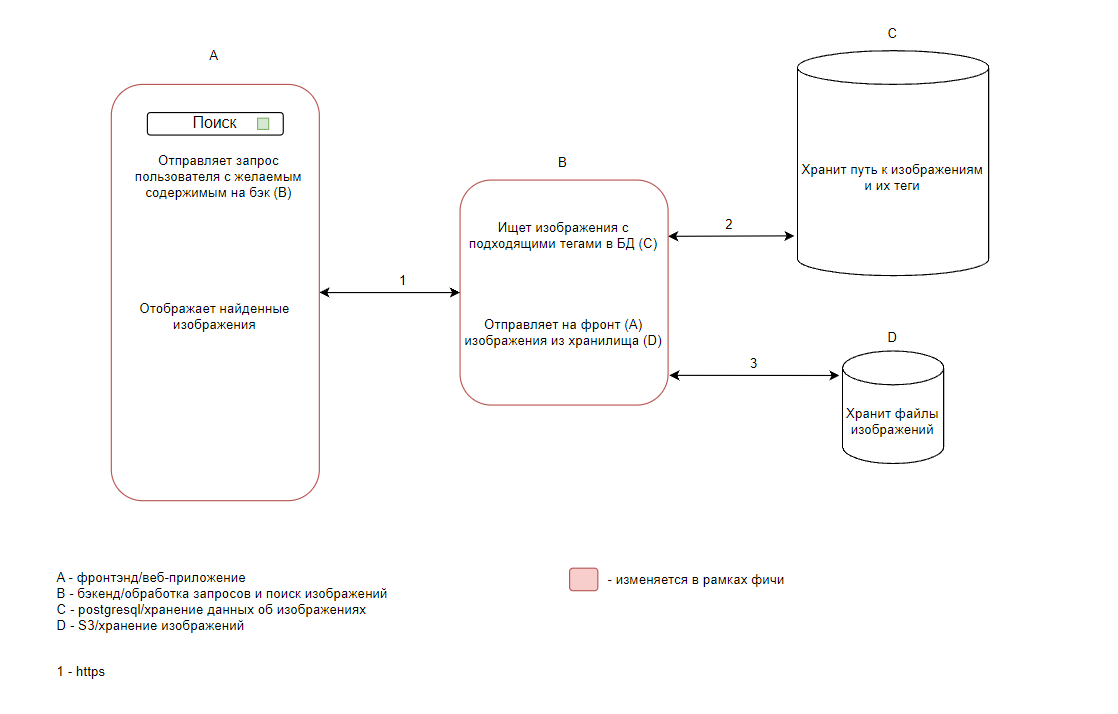 A
Поиск
Отправляет запрос
пользователя с желаемым
содержимым на бэк (B)
Отображает найденные
изображения
1
B
Ищет изображения с
подходящими тегами в БД (C)
Отправляет на фронт (A)
изображения из хранилища (D)
2
3
C
Хранит путь к изображениям
и их теги
D
Хранит файлы
изображений
A - фронтэнд/веб-приложение
B - бэкенд/обработка запросов и поиск изображений
C - postgresql/хранение данных об изображениях
D - S3/хранение изображений
- изменяется в рамках фичи
1 - https